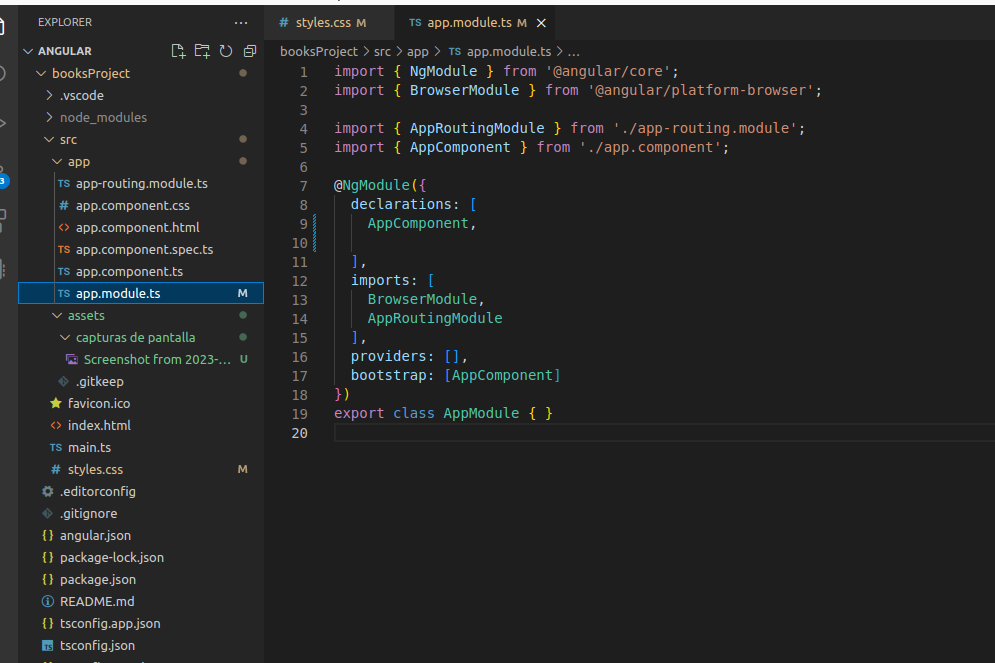 EXPLORER
ANGULAR
booksProject
.vscode
node_modules
src
app
TS app-routing.module.ts
# app.component.css
<> app.component.html
TS app.component.spec.ts
TS app.component.ts
TS app.module.ts M
assets
capturas de pantalla
Screenshot from 2023-... U
.gitkeep
favicon.ico
<> index.html
TS main.ts
# styles.css M
.editorconfig
.gitignore
{} angular.json
{} package-lock.json
{} package.json
README.md
{} tsconfig.app.json
TS tsconfig.json
3
# styles.css M
TS app.module.ts M
booksProject > src > app > TS app.module.ts > ...
1 import { NgModule } from '@angular/core';
2 import { BrowserModule } from '@angular/platform-browser';
3
4 import { AppRoutingModule } from './app-routing.module';
5 import { AppComponent } from './app.component';
6
7 @NgModule({
8 declarations: [
9 AppComponent,
10
11 ],
12 imports: [
13 BrowserModule,
14 AppRoutingModule
15 ],
16 providers: [],
17 bootstrap: [AppComponent]
18 })
19 export class AppModule { }
20